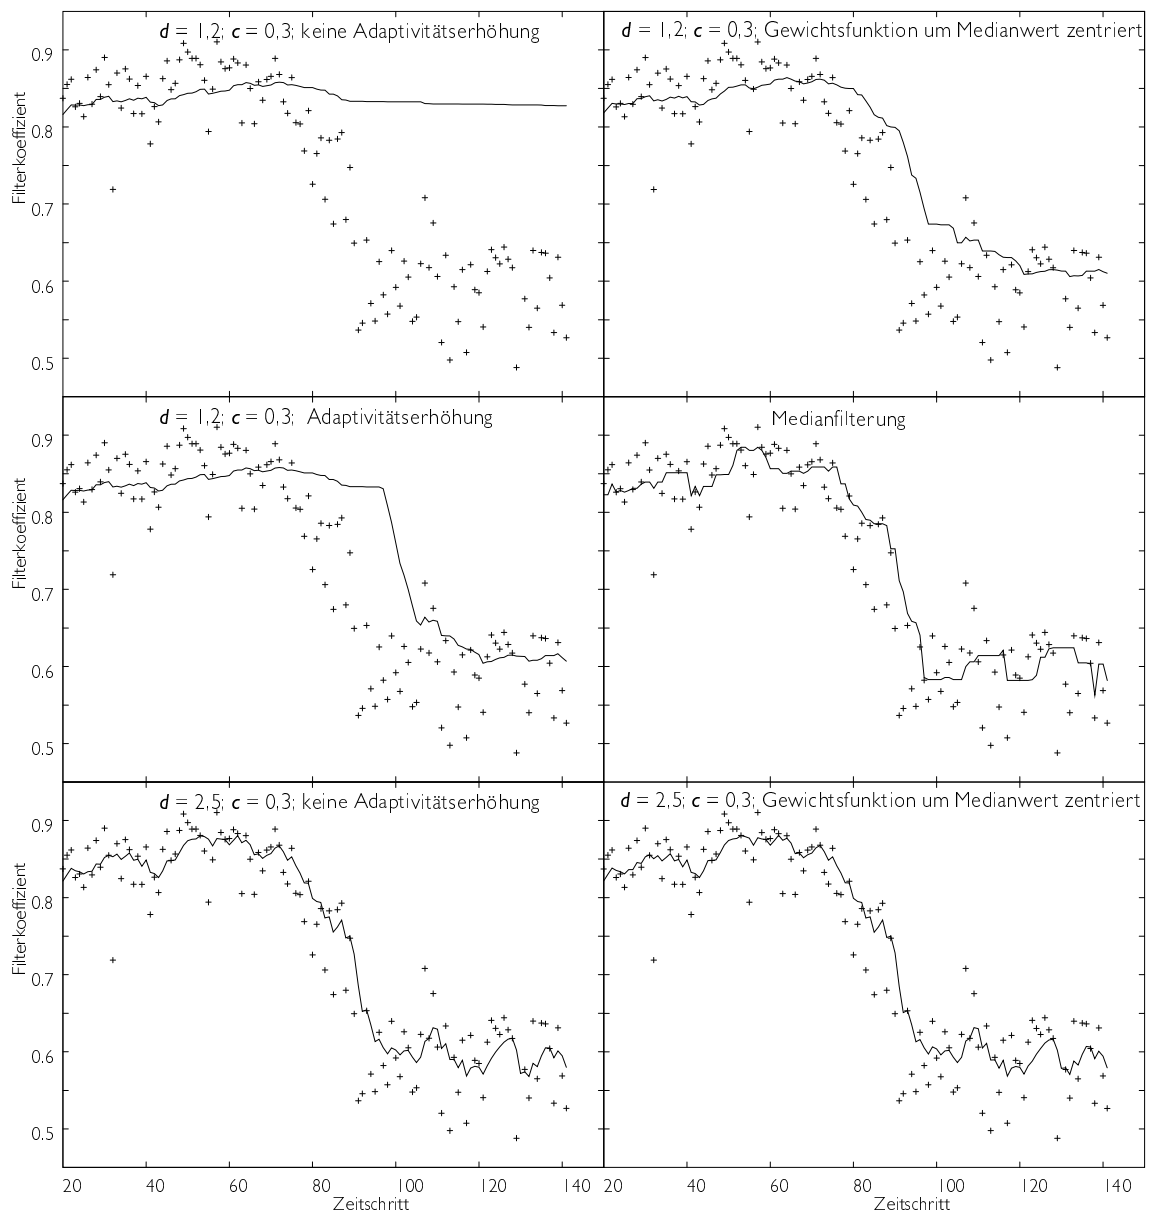 d = 1,2; c = 0,3; keine Adaptivitätserhöhung
d = 1,2; c = 0,3; Gewichtsfunktion um Medianwert zentriert
0.9
0.8
0.7
0.6
0.5
Filterkoeffizient
d = 1,2; c = 0,3; Adaptivitätserhöhung
Medianfilterung
0.9
0.8
0.7
0.6
0.5
Filterkoeffizient
d = 2,5; c = 0,3; keine Adaptivitätserhöhung
d = 2,5; c = 0,3; Gewichtsfunktion um Medianwert zentriert
0.9
0.8
0.7
0.6
0.5
Filterkoeffizient
20 40 60 80 100 120 140
20 40 60 80 100 120 140
Zeitschritt
Zeitschritt